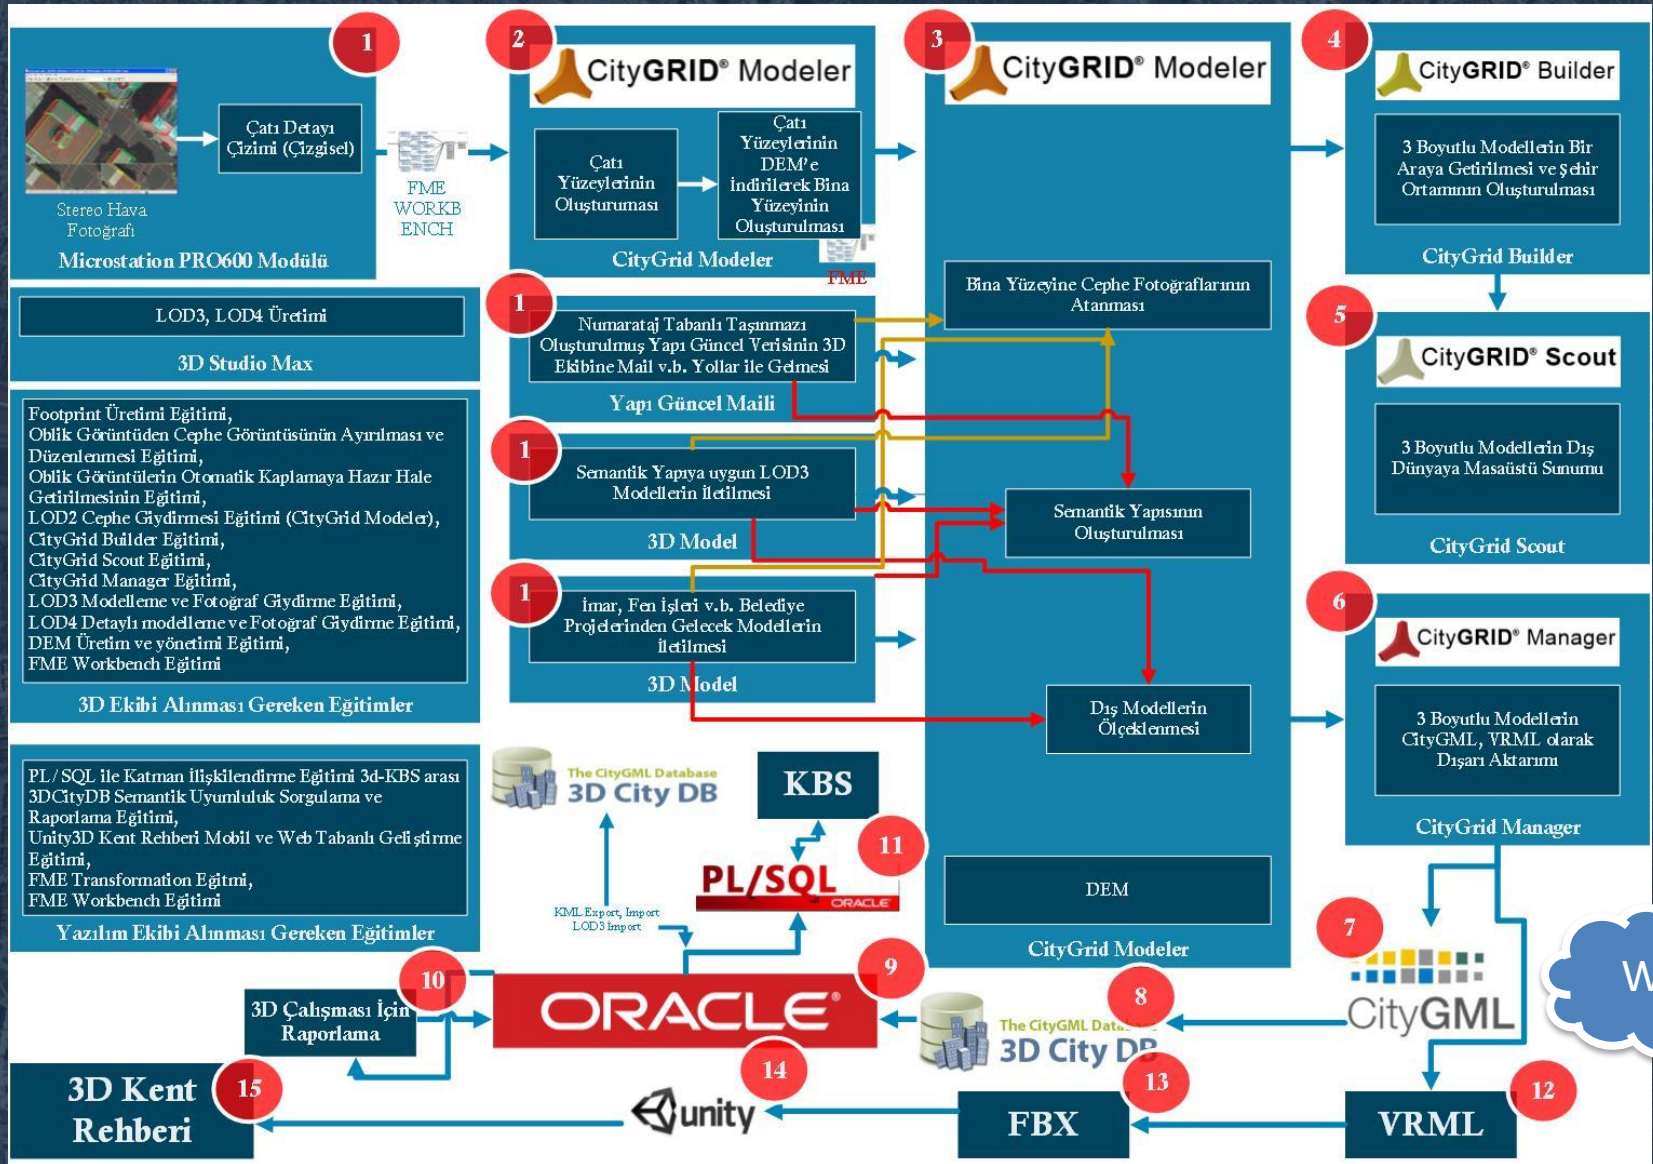 1
Çatı Detayı
Çizimi (Çizgisel)
Stereo Hava
Fotoğrafı
Microstation PRO600 Modülü
FME
WORKB
ENCH
2
CityGRID® Modeler
Çatı
Yüzeylerinin
Oluşturuması
Çatı
Yüzeylerinin
DEM'e
İndirilerek Bina
Yüzeyinin
Oluşturulması
CityGrid Modeler
FME
LOD3, LOD4 Üretimi
3D Studio Max
Footprint Üretimi Eğitimi,
Oblik Görüntüden Cephe Görüntüsünün Ayırılması ve
Düzenlenmesi Eğitimi,
Oblik Görüntülerin Otomatik Kaplamaya Hazır Hale
Getirilmesinin Eğitimi,
LOD2 Cephe Giydirmesi Eğitimi (CityGrid Modeler),
CityGrid Builder Eğitimi,
CityGrid Scout Eğitimi,
CityGrid Manager Eğitimi,
LOD3 Modelleme ve Fotoğraf Giydirme Eğitimi,
LOD4 Detaylı modelleme ve Fotoğraf Giydirme Eğitimi,
DEM Üretim ve yönetimi Eğitimi,
FME Workbench Eğitimi
3D Ekibi Alınması Gereken Eğitimler
PL/SQL ile Katman İlişkilendirme Eğitimi 3d-KBS arası
3DCityDB Semantik Uyumluluk Sorgulama ve
Raporlama Eğitimi,
Unity3D Kent Rehberi Mobil ve Web Tabanlı Geliştirme
Eğitimi,
FME Transformation Eğitmi,
FME Workbench Eğitimi
Yazılım Ekibi Alınması Gereken Eğitimler
1
Numarataj Tabanlı Taşınmazı
Oluşturulmuş Yapı Güncel Verisinin 3D
Ekibine Mail v.b. Yollar ile Gelmesi
Yapı Güncel Maili
1
Semantik Yapıya uygun LOD3
Modellerin İletilmesi
3D Model
1
İmar, Fen İşleri v.b. Belediye
Projelerinden Gelecek Modellerin
İletilmesi
3D Model
3
CityGRID® Modeler
Bina Yüzeyine Cephe Fotoğraflarının
Atanması
Semantik Yapısının
Oluşturulması
Dış Modellerin
Ölçeklenmesi
DEM
CityGrid Modeler
4
CityGRID® Builder
3 Boyutlu Modellerin Bir
Araya Getirilmesi ve Şehir
Ortamının Oluşturulması
CityGrid Builder
5
CityGRID® Scout
3 Boyutlu Modellerin Dış
Dünyaya Masaüstü Sunumu
CityGrid Scout
6
CityGRID® Manager
3 Boyutlu Modellerin
CityGML, VRML olarak
Dışarı Aktarımı
CityGrid Manager
The CityGML Database
3D City DB
KBS
11
PL/SQL
ORACLE
KML Export, Import
LOD3 Import
7
CityGML
W
10
3D Çalışması İçin
Raporlama
9
ORACLE®
8
The CityGML Database
3D City DB
15
3D Kent
Rehberi
14
unity
13
FBX
12
VRML